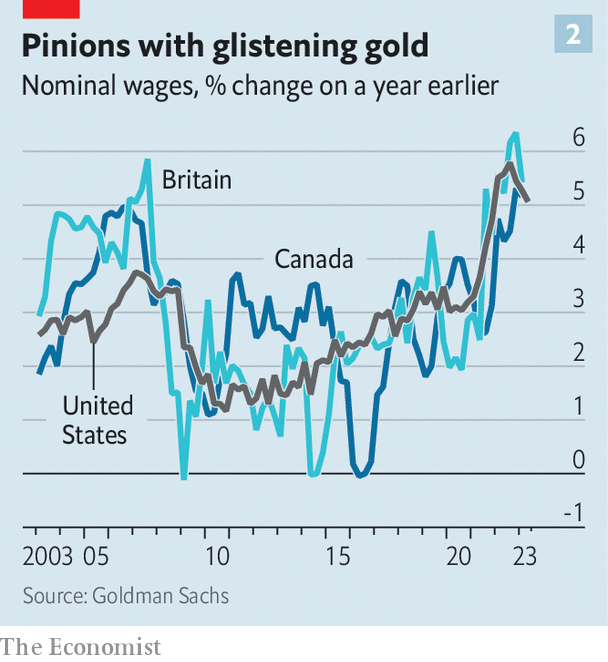 Pinions with glistening gold
2
Nominal wages, % change on a year earlier
6
Britain
5
Canada
4
3
2
United
States
1
0
-1
2003 05 10 15 20 23
Source: Goldman Sachs
The Economist